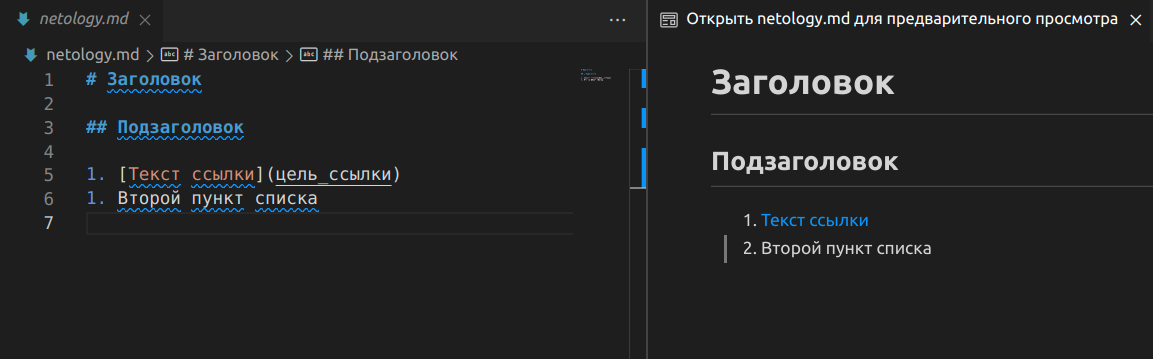 netology.md
netology.md > # Заголовок > ## Подзаголовок
1 # Заголовок
2
3 ## Подзаголовок
4
5 1. [Текст ссылки](цель_ссылки)
6 1. Второй пункт списка
7
Открыть netology.md для предварительного просмотра
Заголовок
Подзаголовок
1. Текст ссылки
2. Второй пункт списка